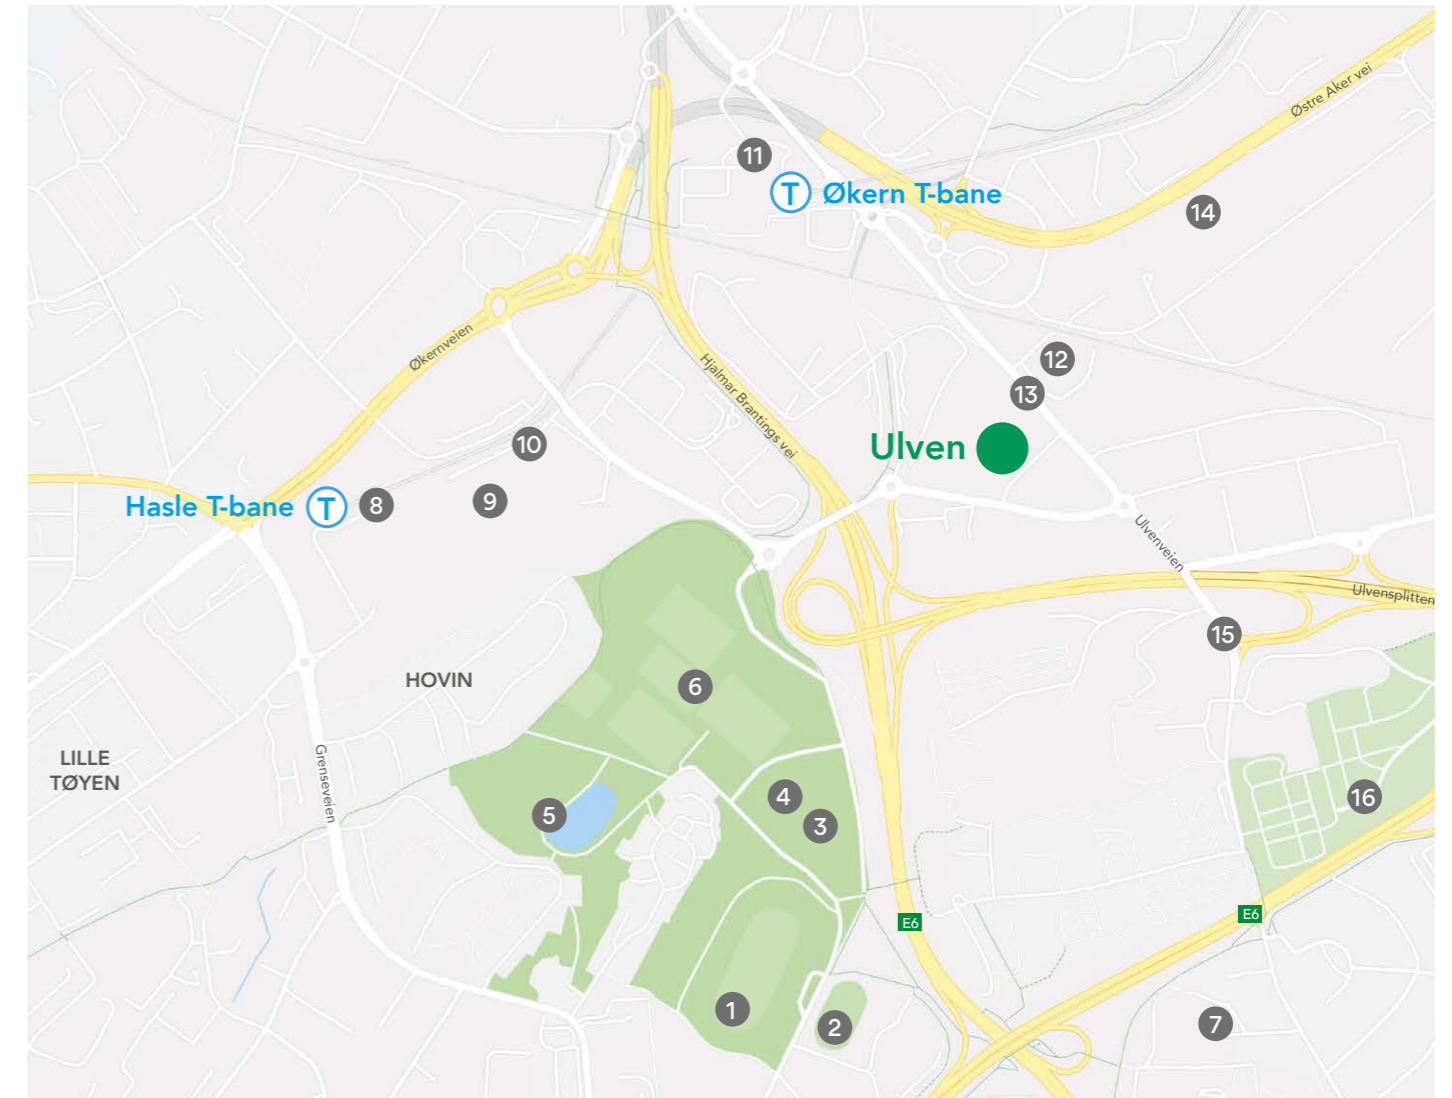 Østre Aker vei
11
T Økern T-bane
14
Økernveien
Hjalmar Brantings vei
12
13
10
Ulven
Hasle T-bane T
8
9
Ulvenveien
Ulvensplitten
15
HOVIN
6
LILLE
TØYEN
Grenseveien
5
4
3
16
E6
E6
1
2
7